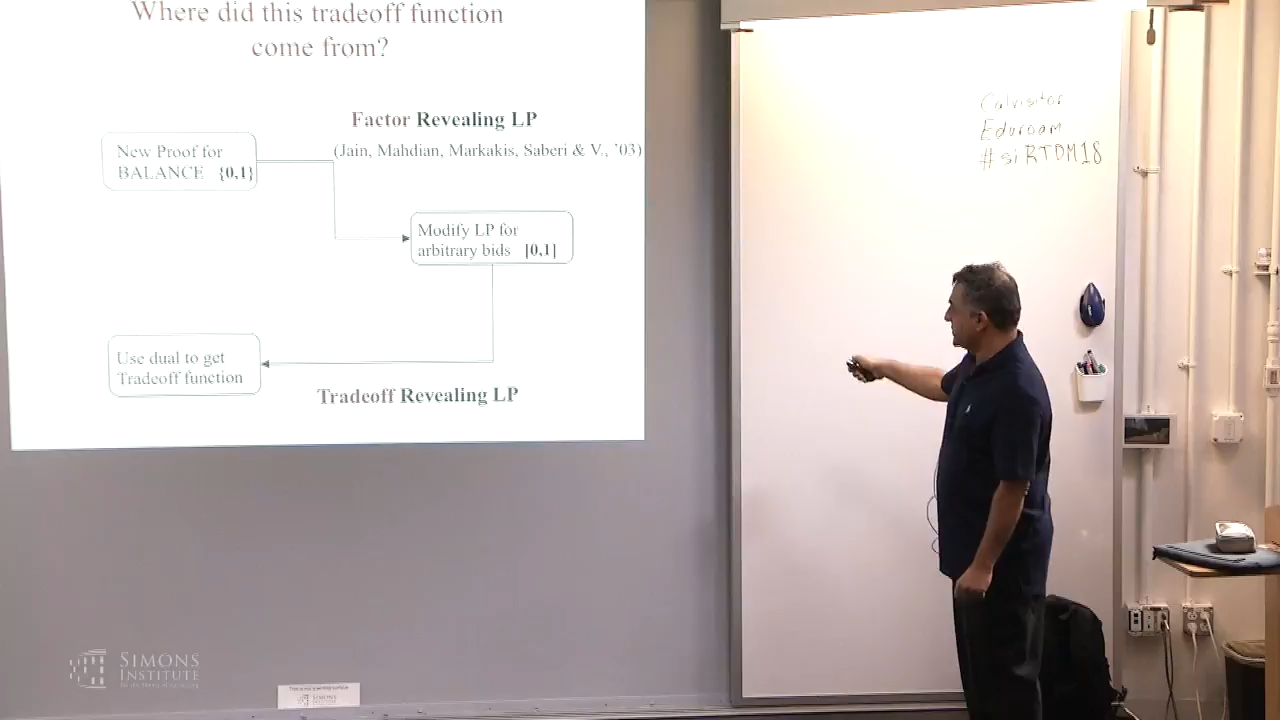 Where did this tradeoff function
come from?
Factor Revealing LP
(Jain, Mahdian, Markakis, Saberi & V., '03)
New Proof for
BALANCE {0,1}
Modify LP for
arbitrary bids [0,1]
Use dual to get
Tradeoff function
Tradeoff Revealing LP
Calvisitor
Eduroam
#siRTDM18
SIMONS
INSTITUTE
SIMONS